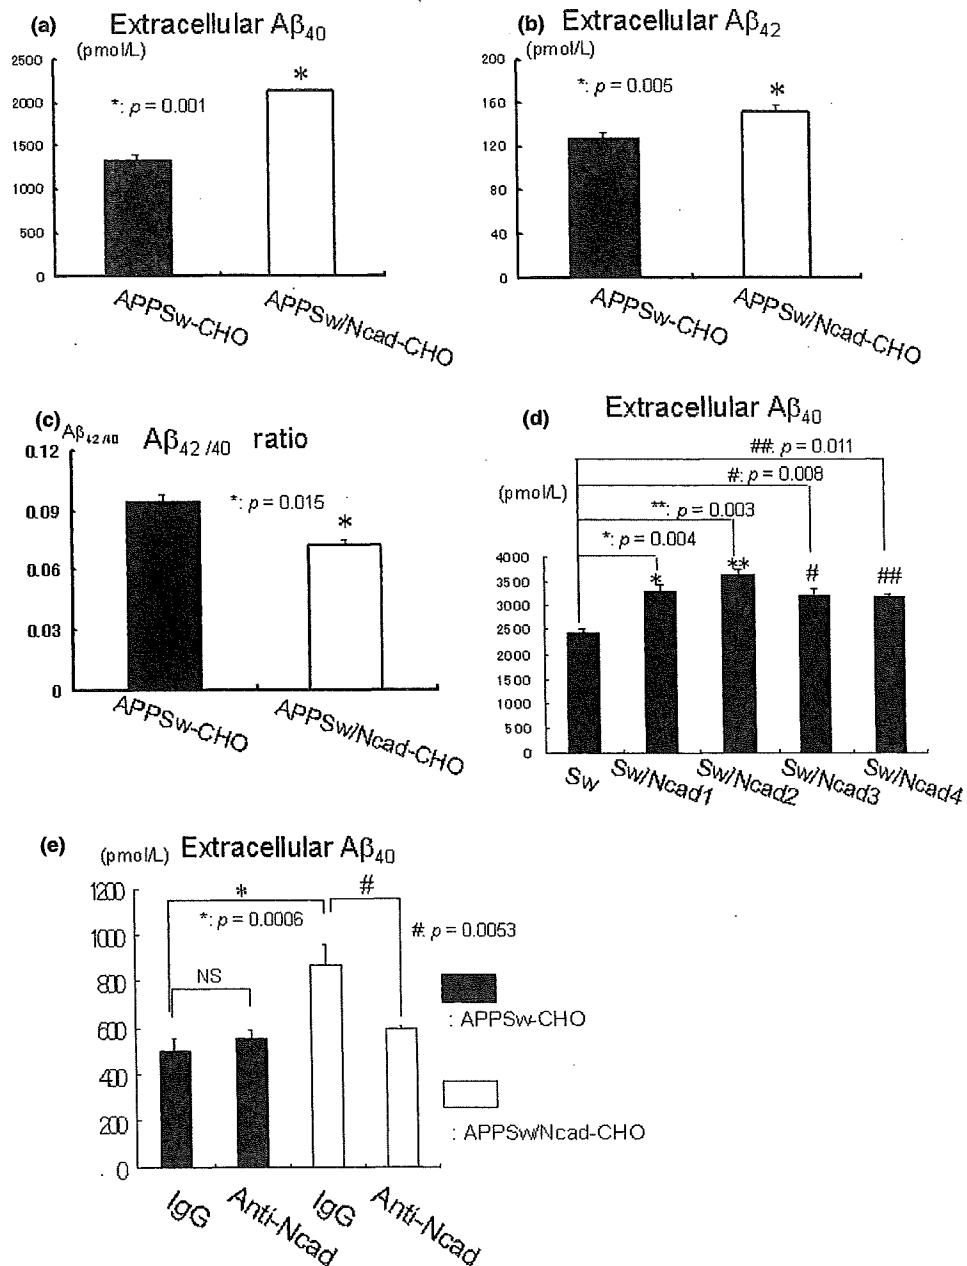 (a) Extracellular Aβ40
(pmol/L)
2500
2000
1500
1000
500
0
*: p = 0.001
*
APPSw-CHO
APPSw/Ncad-CHO
(b) Extracellular Aβ42
(pmol/L)
200
160
120
80
40
0
*: p = 0.005
*
APPSw-CHO
APPSw/Ncad-CHO
(c) Aβ42/40 Aβ42/40 ratio
0.12
0.09
0.06
0.03
0
*: p = 0.015
*
APPSw-CHO
APPSw/Ncad-CHO
(d) Extracellular Aβ40
(pmol/L)
##: p = 0.011
#: p = 0.008
**: p = 0.003
*: p = 0.004
4000
3500
3000
2500
2000
1500
1000
500
0
*
**
#
##
Sw
Sw/Ncad1
Sw/Ncad2
Sw/Ncad3
Sw/Ncad4
(e) (pmol/L) Extracellular Aβ40
1200
1000
800
600
400
200
0
*
*: p = 0.0006
#
#: p = 0.0053
NS
: APPSw-CHO
: APPSw/Ncad-CHO
IgG
Anti-Ncad
IgG
Anti-Ncad